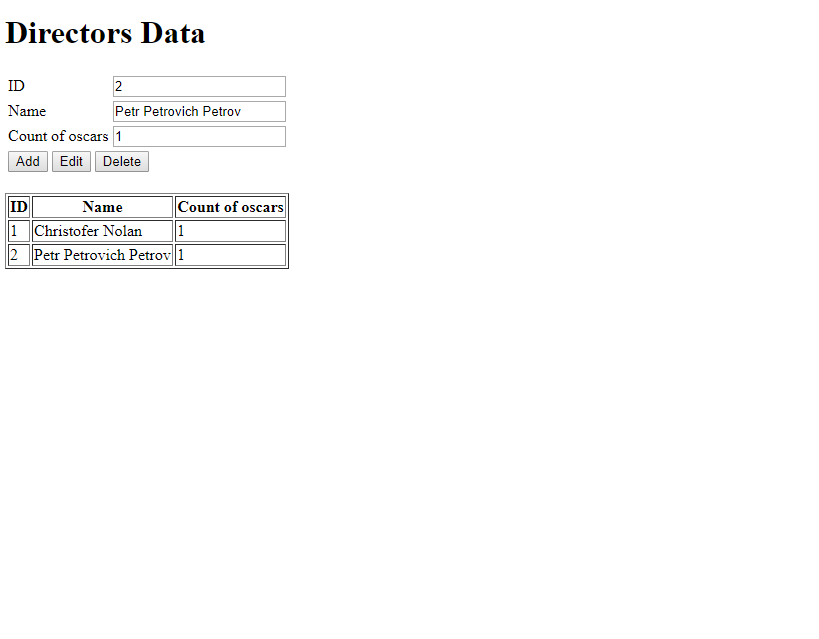 Directors Data
ID 2
Name Petr Petrovich Petrov
Count of oscars 1
Add Edit Delete
ID Name Count of oscars
1 Christofer Nolan 1
2 Petr Petrovich Petrov 1